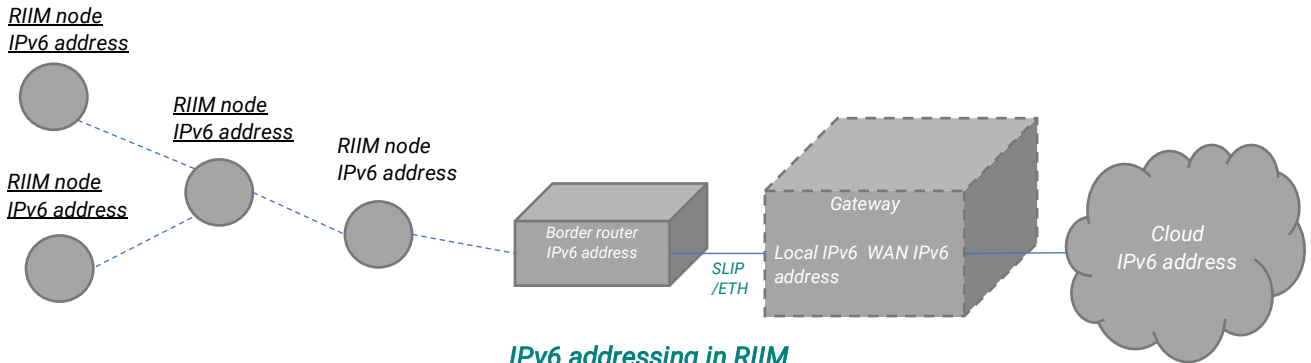 RIIM node
IPv6 address
RIIM node
IPv6 address
RIIM node
IPv6 address
RIIM node
IPv6 address
Border router
IPv6 address
SLIP
/ETH
Gateway
Local IPv6 WAN IPv6
address
Cloud
IPv6 address
IPv6 addressing in RIIM